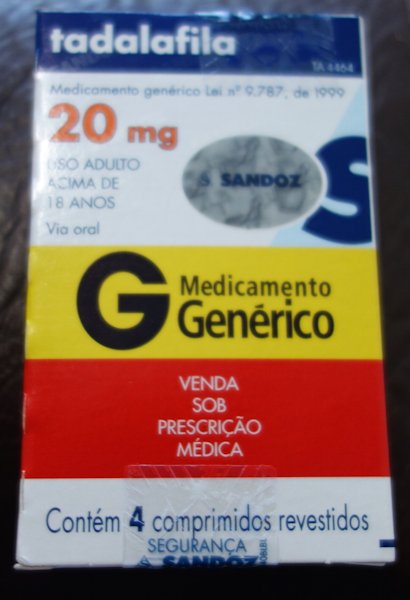 tadalafila
TA 4464
Medicamento genérico Lei nº 9.787, de 1999
20 mg
USO ADULTO
ACIMA DE
18 ANOS
Via oral
S SANDOZ
S
G Medicamento
Genérico
VENDA
SOB
PRESCRIÇÃO
MÉDICA
Contém 4 comprimidos revestidos
SEGURANÇA
SANDOZ